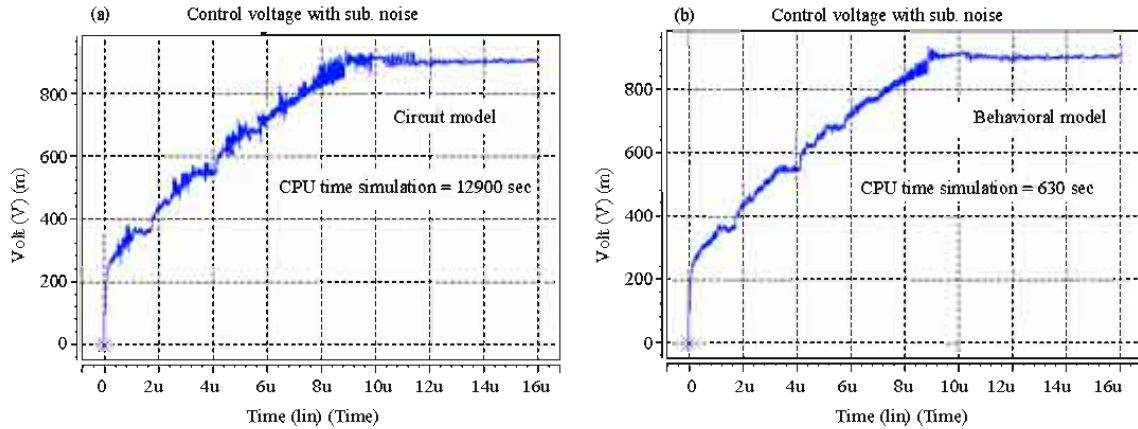 (a)
Control voltage with sub. noise
Volt (V) (m)
800
600
400
200
0
Circuit model
CPU time simulation = 12900 sec
0 2u 4u 6u 8u 10u 12u 14u 16u
Time (lin) (Time)
(b)
Control voltage with sub. noise
Volt (V) (m)
800
600
400
200
0
Behavioral model
CPU time simulation = 630 sec
0 2u 4u 6u 8u 10u 12u 14u 16u
Time (lin) (Time)